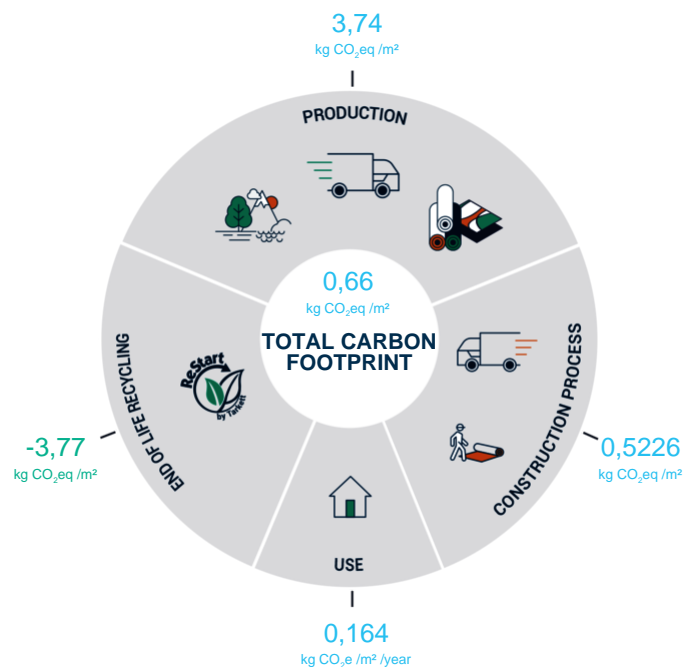 3,74
kg CO₂eq /m²
PRODUCTION
0,66
kg CO₂eq /m²
TOTAL CARBON
FOOTPRINT
END OF LIFE RECYCLING
ReStart
by Tarkett
CONSTRUCTION PROCESS
-3,77
kg CO₂eq /m²
0,5226
kg CO₂eq /m²
USE
0,164
kg CO₂e /m² /year